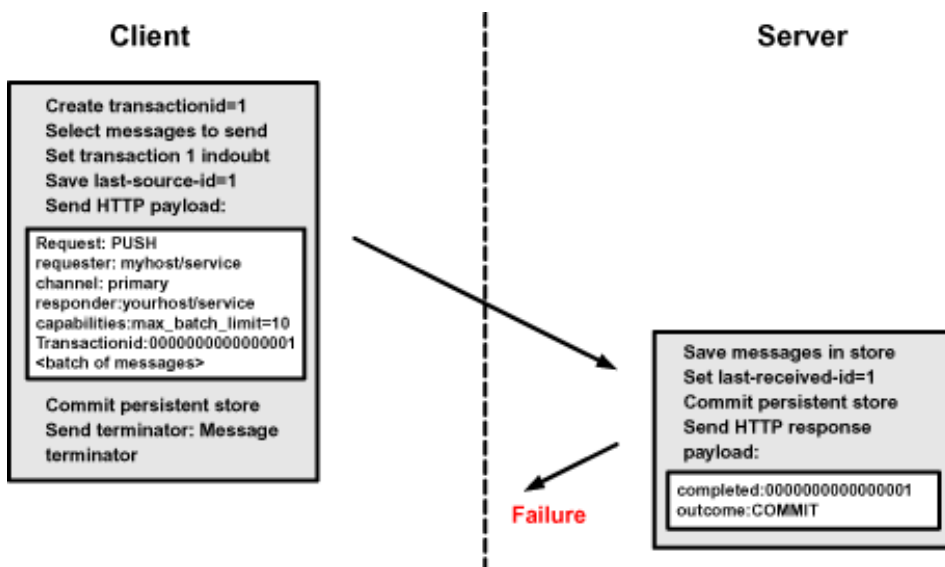 Client
Server
Create transactionid=1
Select messages to send
Set transaction 1 indoubt
Save last-source-id=1
Send HTTP payload:
Request: PUSH
requester: myhost/service
channel: primary
responder:yourhost/service
capabilities:max_batch_limit=10
Transactionid:0000000000000001
<batch of messages>
Commit persistent store
Send terminator: Message
terminator
Save messages in store
Set last-received-id=1
Commit persistent store
Send HTTP response
payload:
completed:0000000000000001
outcome:COMMIT
Failure